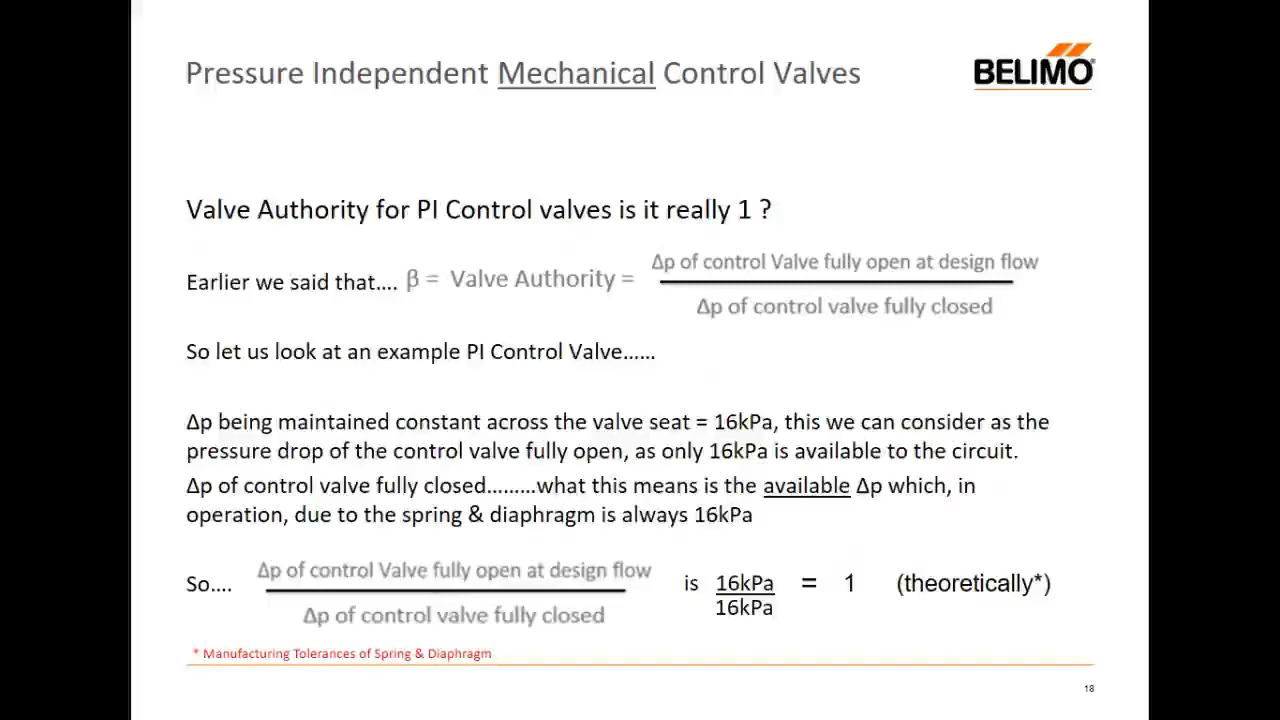 Pressure Independent Mechanical Control Valves
BELIMO®
Valve Authority for PI Control valves is it really 1 ?
Earlier we said that.... β = Valve Authority = Δp of control Valve fully open at design flow
Δp of control valve fully closed
So let us look at an example PI Control Valve......
Δp being maintained constant across the valve seat = 16kPa, this we can consider as the
pressure drop of the control valve fully open, as only 16kPa is available to the circuit.
Δp of control valve fully closed.........what this means is the available Δp which, in
operation, due to the spring & diaphragm is always 16kPa
So.... Δp of control Valve fully open at design flow is 16kPa = 1 (theoretically*)
Δp of control valve fully closed 16kPa
* Manufacturing Tolerances of Spring & Diaphragm
18